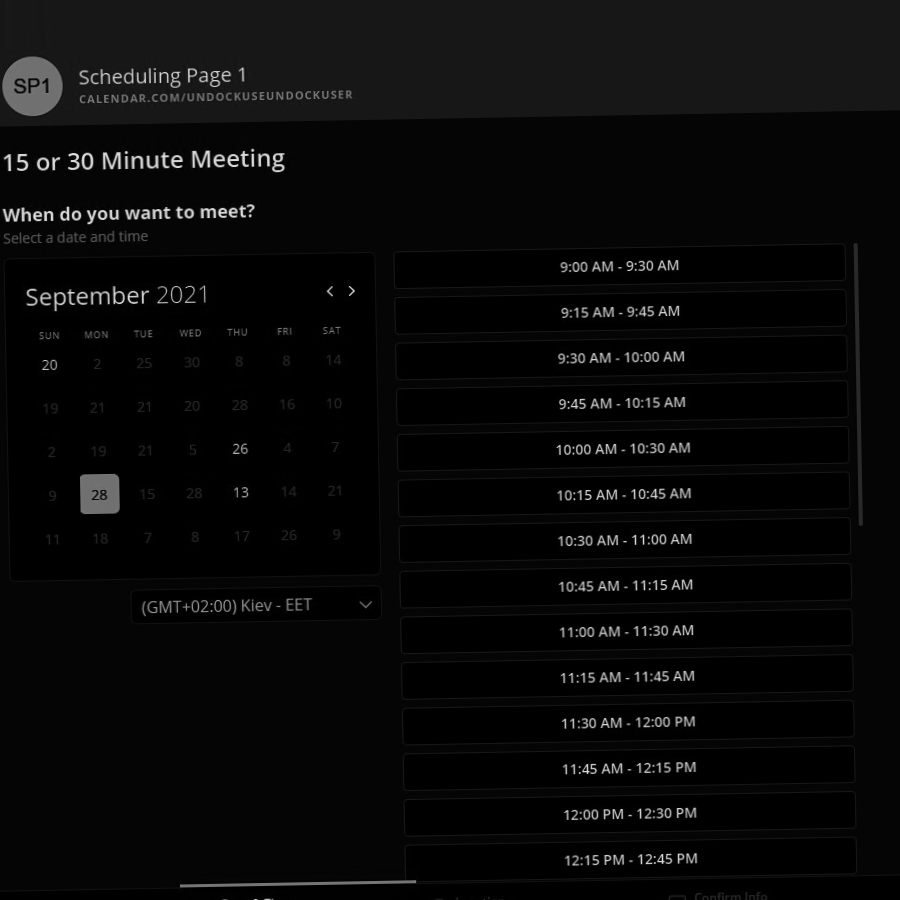 SP1
Scheduling Page 1
CALENDAR.COM/UNDOCKUSEUNDOCKUSER
15 or 30 Minute Meeting
When do you want to meet?
Select a date and time
September 2021
SUN MON TUE WED THU FRI SAT
20 2 25 30 8 8 14
19 21 21 20 28 16 10
2 19 21 5 26 4 7
9 28 15 28 13 14 21
11 18 7 8 17 26 9
(GMT+02:00) Kiev - EET
9:00 AM - 9:30 AM
9:15 AM - 9:45 AM
9:30 AM - 10:00 AM
9:45 AM - 10:15 AM
10:00 AM - 10:30 AM
10:15 AM - 10:45 AM
10:30 AM - 11:00 AM
10:45 AM - 11:15 AM
11:00 AM - 11:30 AM
11:15 AM - 11:45 AM
11:30 AM - 12:00 PM
11:45 AM - 12:15 PM
12:00 PM - 12:30 PM
12:15 PM - 12:45 PM
Confirm Info